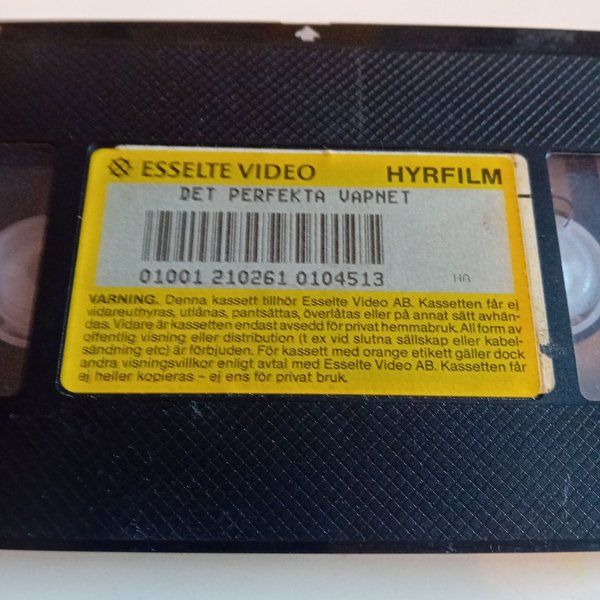 ESSELTE VIDEO HYRFILM
DET PERFEKTA VAPNET
01001 210261 0104513 HA
VARNING. Denna kassett tillhör Esselte Video AB. Kassetten får ej
vidareuthyras, utlånas, pantsättas, överlåtas eller på annat sätt avhän-
das. Vidare är kassetten endast avsedd för privat hemmabruk. All form av
offentlig visning eller distribution (t ex vid slutna sällskap eller kabel-
sändning etc) är förbjuden. För kassett med orange etikett gäller dock
andra visningsvillkor enligt avtal med Esselte Video AB. Kassetten får
ej heller kopieras – ej ens för privat bruk.